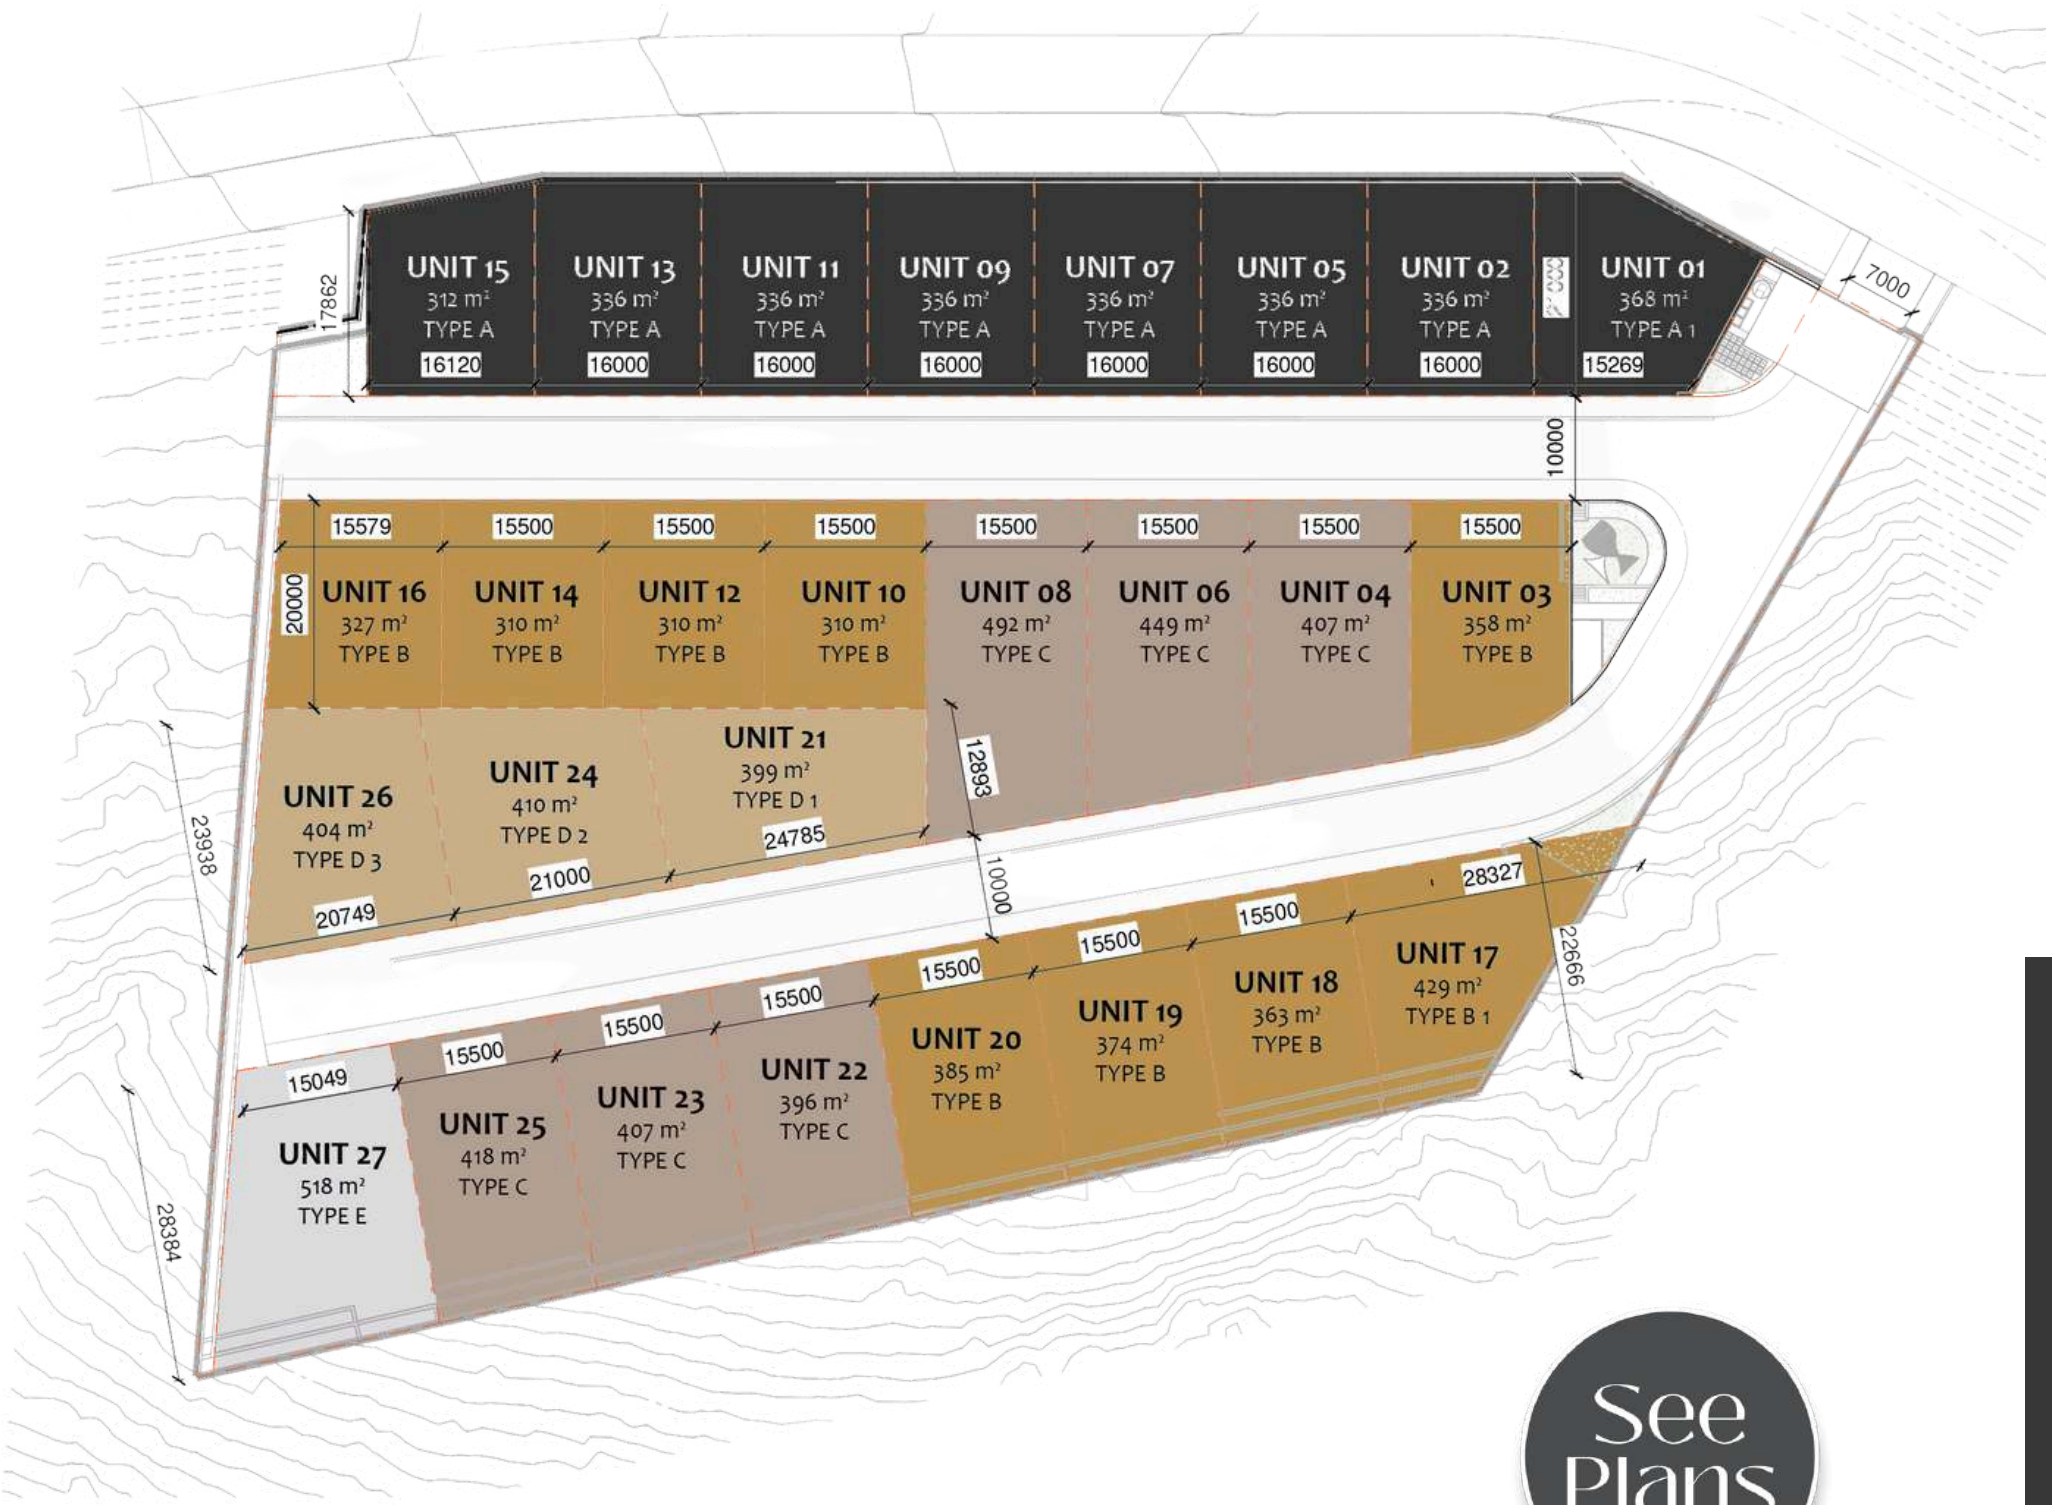 UNIT 15
312 m²
TYPE A
16120
UNIT 13
336 m²
TYPE A
16000
UNIT 11
336 m²
TYPE A
16000
UNIT 09
336 m²
TYPE A
16000
UNIT 07
336 m²
TYPE A
16000
UNIT 05
336 m²
TYPE A
16000
UNIT 02
336 m²
TYPE A
16000
UNIT 01
368 m²
TYPE A 1
15269
7000
17862
10000
15579
15500
15500
15500
15500
15500
15500
15500
20000
UNIT 16
327 m²
TYPE B
UNIT 14
310 m²
TYPE B
UNIT 12
310 m²
TYPE B
UNIT 10
310 m²
TYPE B
UNIT 08
492 m²
TYPE C
UNIT 06
449 m²
TYPE C
UNIT 04
407 m²
TYPE C
UNIT 03
358 m²
TYPE B
UNIT 26
404 m²
TYPE D 3
20749
UNIT 24
410 m²
TYPE D 2
21000
UNIT 21
399 m²
TYPE D 1
24785
12893
23938
10000
15049
15500
15500
15500
15500
15500
15500
28327
22666
UNIT 27
518 m²
TYPE E
UNIT 25
418 m²
TYPE C
UNIT 23
407 m²
TYPE C
UNIT 22
396 m²
TYPE C
UNIT 20
385 m²
TYPE B
UNIT 19
374 m²
TYPE B
UNIT 18
363 m²
TYPE B
UNIT 17
429 m²
TYPE B 1
28384
See
Plans